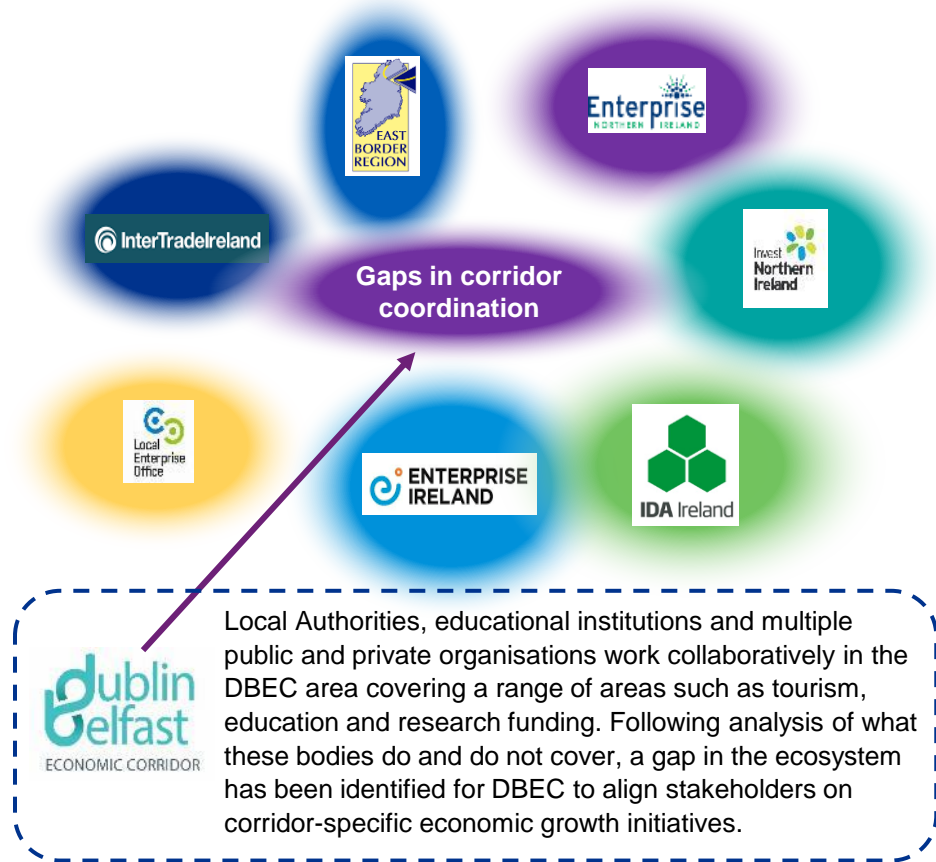 EAST
BORDER
REGION
Enterprise
NORTHERN IRELAND
InterTradeIreland
Invest
Northern
Ireland
Gaps in corridor
coordination
Local
Enterprise
Office
ENTERPRISE
IRELAND
IDA Ireland
dublin
belfast
ECONOMIC CORRIDOR
Local Authorities, educational institutions and multiple
public and private organisations work collaboratively in the
DBEC area covering a range of areas such as tourism,
education and research funding. Following analysis of what
these bodies do and do not cover, a gap in the ecosystem
has been identified for DBEC to align stakeholders on
corridor-specific economic growth initiatives.